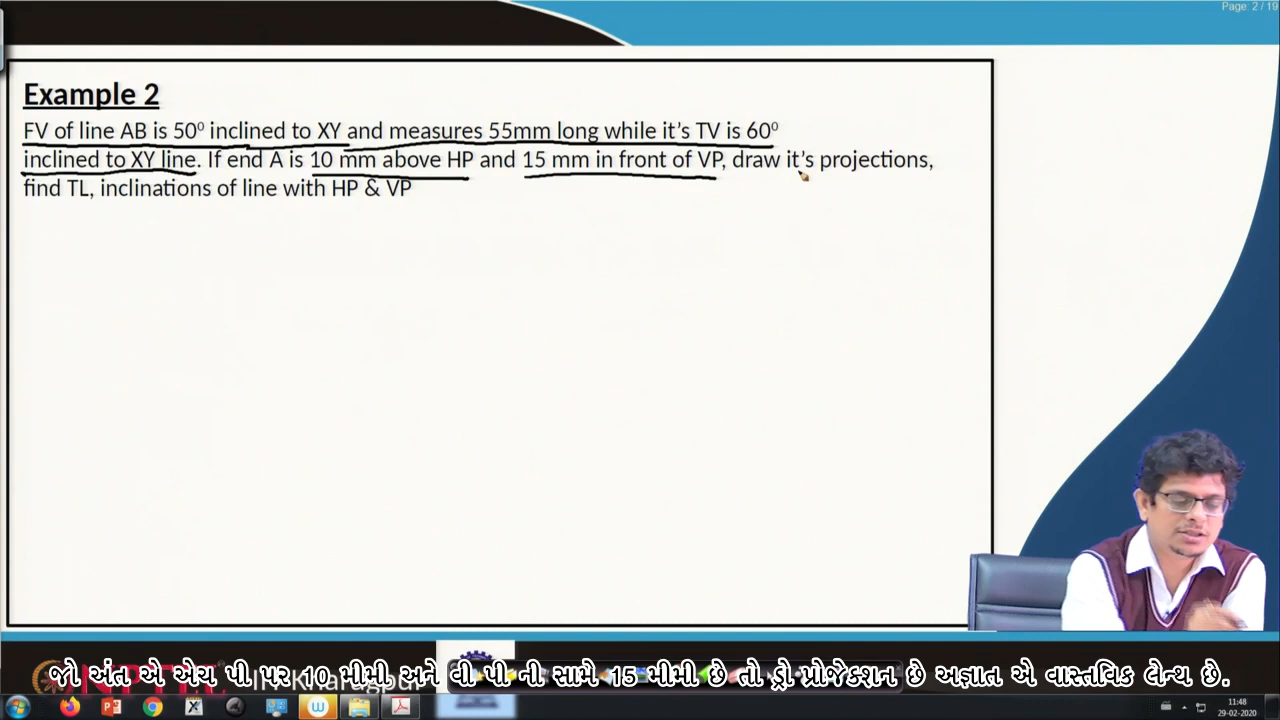 Page: 2 / 19
Example 2
FV of line AB is 50⁰ inclined to XY and measures 55mm long while it's TV is 60⁰
inclined to XY line. If end A is 10 mm above HP and 15 mm in front of VP, draw it's projections,
find TL, inclinations of line with HP & VP
જો અંત એ એચ પી પર 10 મીમી અને વી પી ની સામે 15 મીમી છે તો, ડ્રો પ્રોજેક્શન છે અજ્ઞાત એ વાસ્તવિક લેન્થ છે.
11:48
29-02-2020